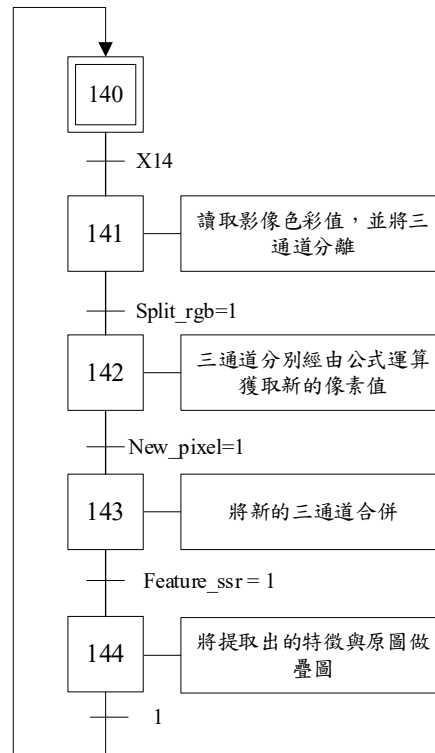 140
X14
141
讀取影像色彩值，並將三
通道分離
Split_rgb=1
142
三通道分別經由公式運算
獲取新的像素值
New_pixel=1
143
將新的三通道合併
Feature_ssr = 1
144
將提取出的特徵與原圖做
疊圖
1